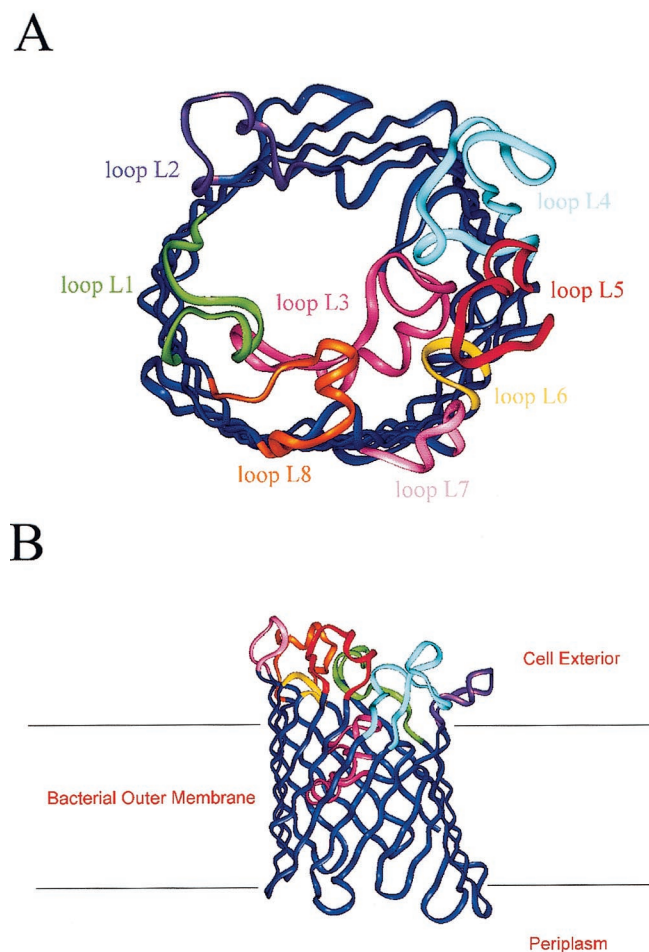 A
loop L2
loop L4
loop L1
loop L3
loop L5
loop L6
loop L8
loop L7
B
Cell Exterior
Bacterial Outer Membrane
Periplasm